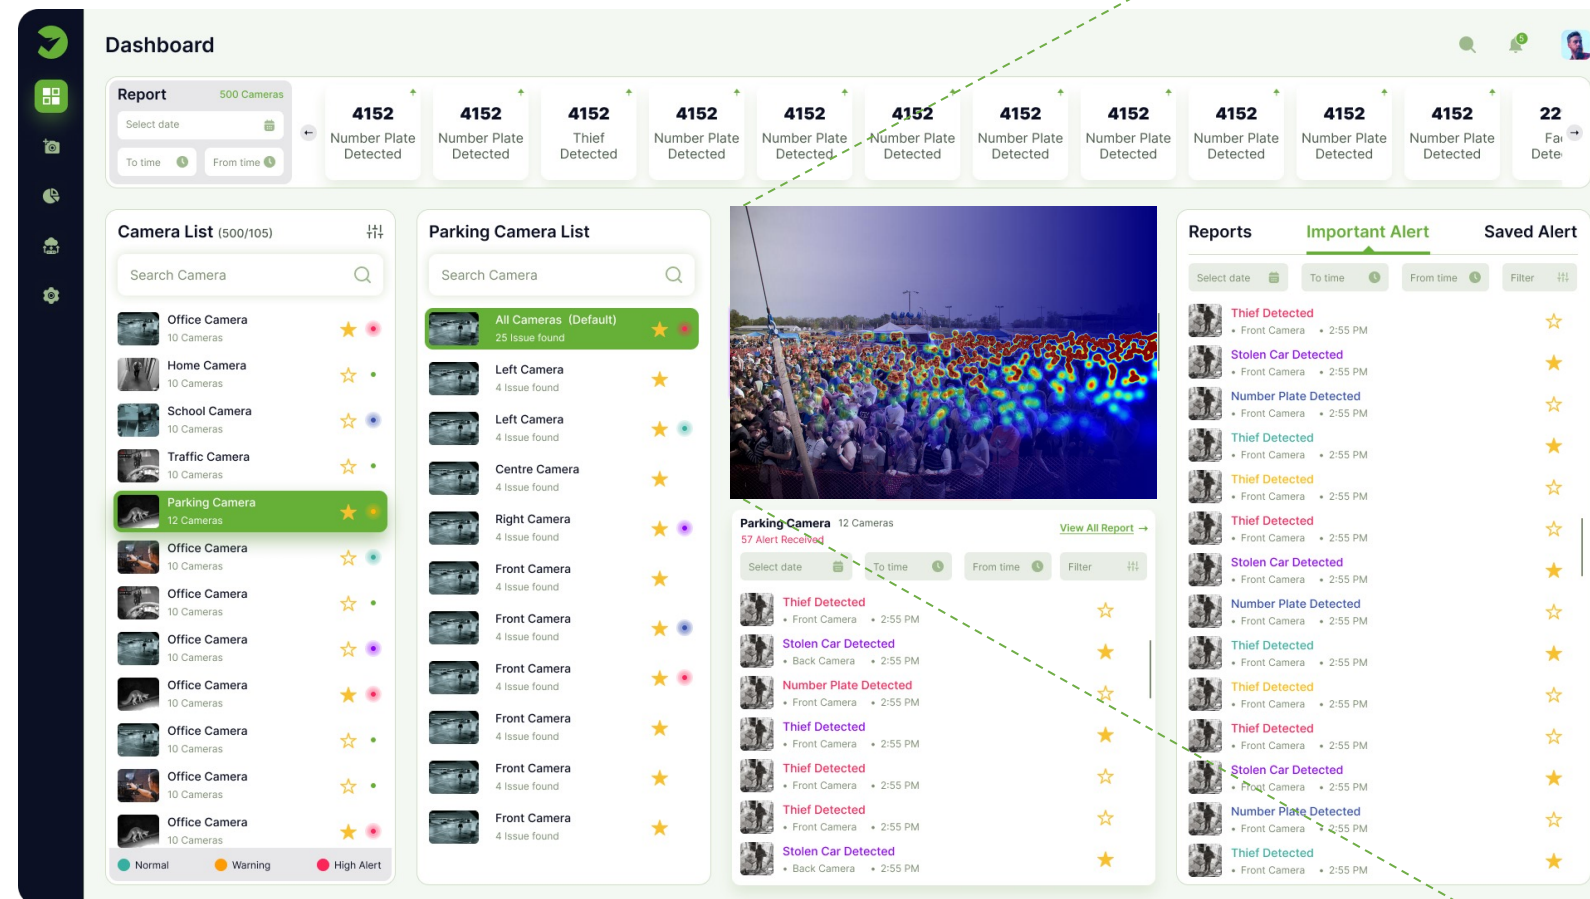 Dashboard
5
Report
500 Cameras
Select date
To time
From time
4152
Number Plate
Detected
4152
Number Plate
Detected
4152
Thief
Detected
4152
Number Plate
Detected
4152
Number Plate
Detected
4152
Number Plate
Detected
4152
Number Plate
Detected
4152
Number Plate
Detected
4152
Number Plate
Detected
4152
Number Plate
Detected
4152
Number Plate
Detected
22
Camera List (500/105)
Search Camera
Office Camera
10 Cameras
Home Camera
10 Cameras
School Camera
10 Cameras
Traffic Camera
10 Cameras
Parking Camera
12 Cameras
Office Camera
10 Cameras
Office Camera
10 Cameras
Office Camera
10 Cameras
Office Camera
10 Cameras
Office Camera
10 Cameras
Office Camera
10 Cameras
Office Camera
10 Cameras
Normal
Warning
High Alert
Parking Camera List
Search Camera
All Cameras (Default)
25 Issue found
Left Camera
4 Issue found
Left Camera
4 Issue found
Centre Camera
4 Issue found
Right Camera
4 Issue found
Front Camera
4 Issue found
Front Camera
4 Issue found
Front Camera
4 Issue found
Front Camera
4 Issue found
Front Camera
4 Issue found
Front Camera
4 Issue found
Parking Camera 12 Cameras
View All Report →
57 Alert Received
Select date
To time
From time
Filter
Thief Detected
• Front Camera • 2:55 PM
Stolen Car Detected
• Back Camera • 2:55 PM
Number Plate Detected
• Front Camera • 2:55 PM
Thief Detected
• Front Camera • 2:55 PM
Thief Detected
• Front Camera • 2:55 PM
Thief Detected
• Front Camera • 2:55 PM
Stolen Car Detected
• Back Camera • 2:55 PM
Reports
Important Alert
Saved Alert
Select date
To time
From time
Filter
Thief Detected
• Front Camera • 2:55 PM
Stolen Car Detected
• Front Camera • 2:55 PM
Number Plate Detected
• Front Camera • 2:55 PM
Thief Detected
• Front Camera • 2:55 PM
Thief Detected
• Front Camera • 2:55 PM
Thief Detected
• Front Camera • 2:55 PM
Stolen Car Detected
• Front Camera • 2:55 PM
Number Plate Detected
• Front Camera • 2:55 PM
Thief Detected
• Front Camera • 2:55 PM
Thief Detected
• Front Camera • 2:55 PM
Thief Detected
• Front Camera • 2:55 PM
Stolen Car Detected
• Front Camera • 2:55 PM
Number Plate Detected
• Front Camera • 2:55 PM
Thief Detected
• Front Camera • 2:55 PM